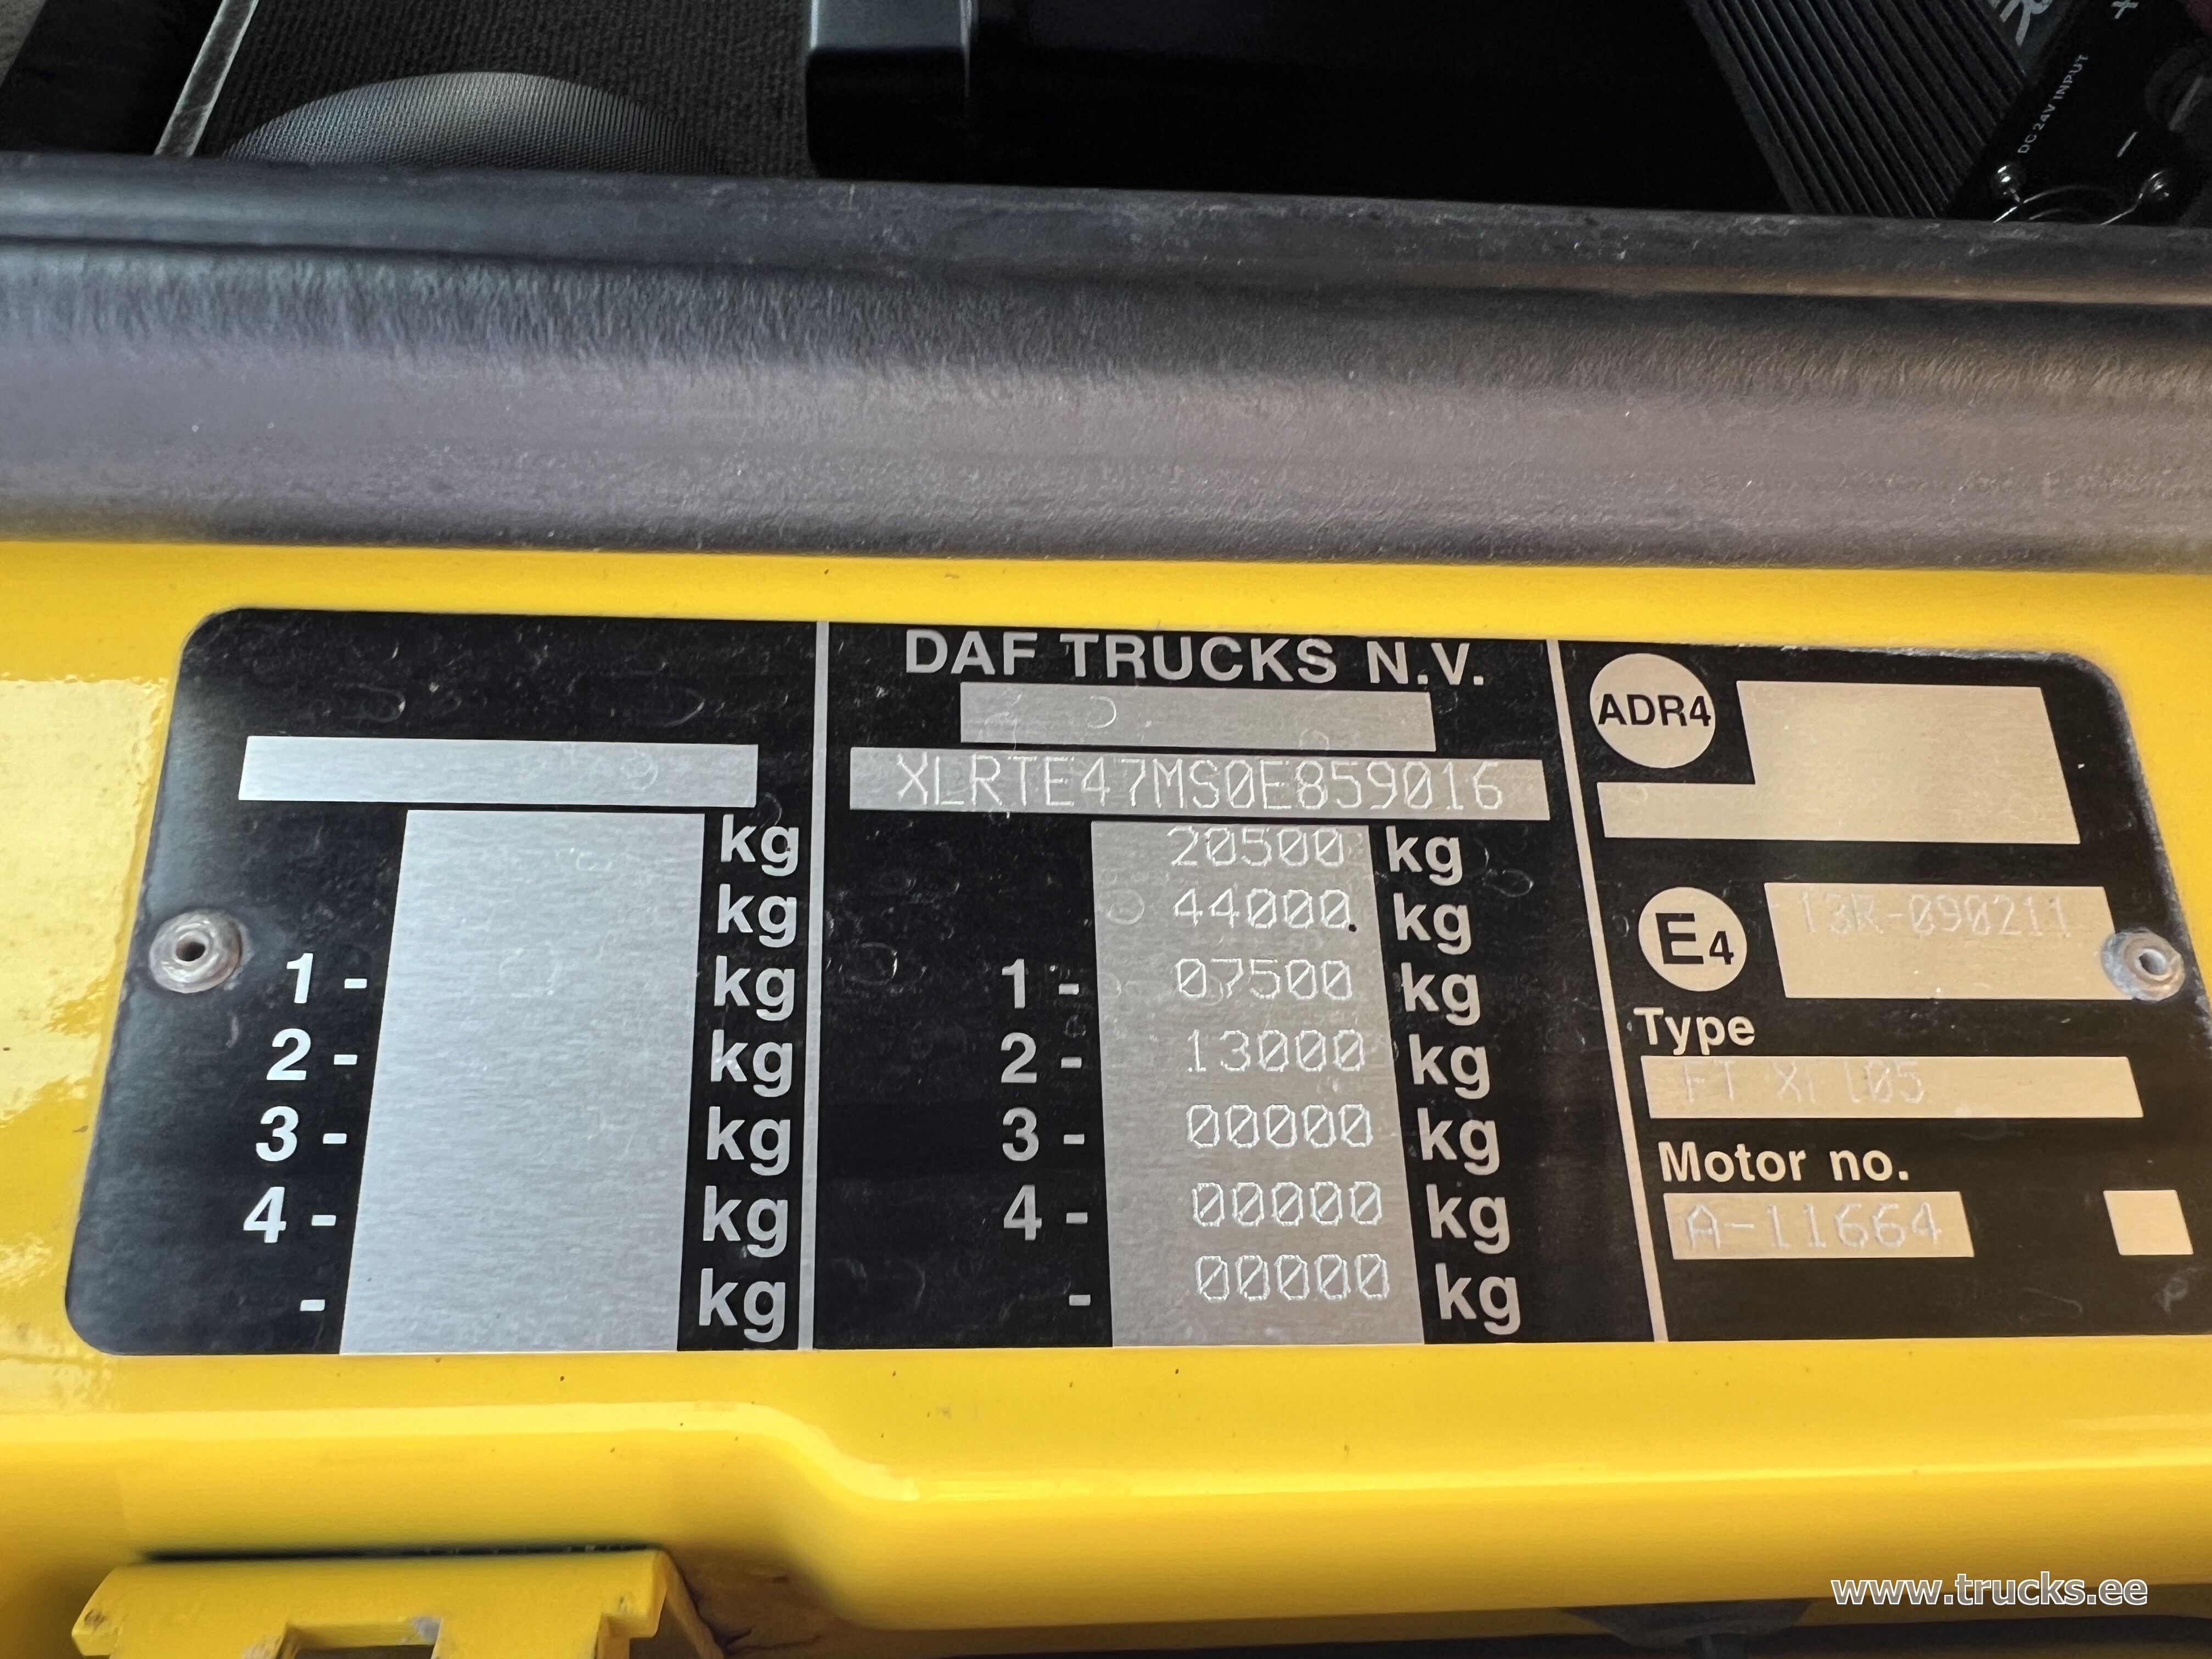 DC 24V INPUT
+
-
DAF TRUCKS N.V.
XLRTE47MS0E859016
kg
kg
1 - kg
2 - kg
3 - kg
4 - kg
- kg
20500 kg
44000 kg
1 - 07500 kg
2 - 13000 kg
3 - 00000 kg
4 - 00000 kg
- 00000 kg
ADR4
E4 13R-090211
Type
FT XF105
Motor no.
A-11664
www.trucks.ee